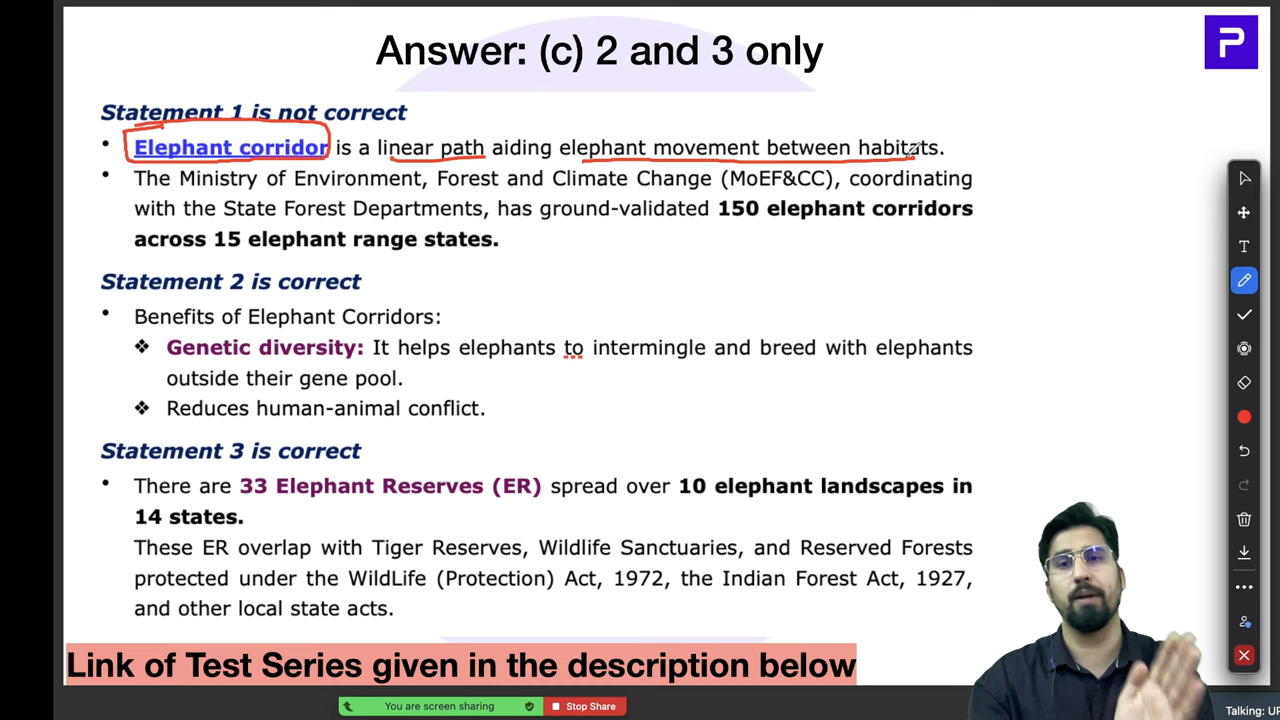 Answer: (c) 2 and 3 only
P
Statement 1 is not correct
• Elephant corridor is a linear path aiding elephant movement between habitats.
• The Ministry of Environment, Forest and Climate Change (MoEF&CC), coordinating
with the State Forest Departments, has ground-validated 150 elephant corridors
across 15 elephant range states.
Statement 2 is correct
• Benefits of Elephant Corridors:
❖ Genetic diversity: It helps elephants to intermingle and breed with elephants
outside their gene pool.
❖ Reduces human-animal conflict.
Statement 3 is correct
• There are 33 Elephant Reserves (ER) spread over 10 elephant landscapes in
14 states.
These ER overlap with Tiger Reserves, Wildlife Sanctuaries, and Reserved Forests
protected under the WildLife (Protection) Act, 1972, the Indian Forest Act, 1927,
and other local state acts.
Link of Test Series given in the description below
You are screen sharing
Stop Share
T
Talking: UP